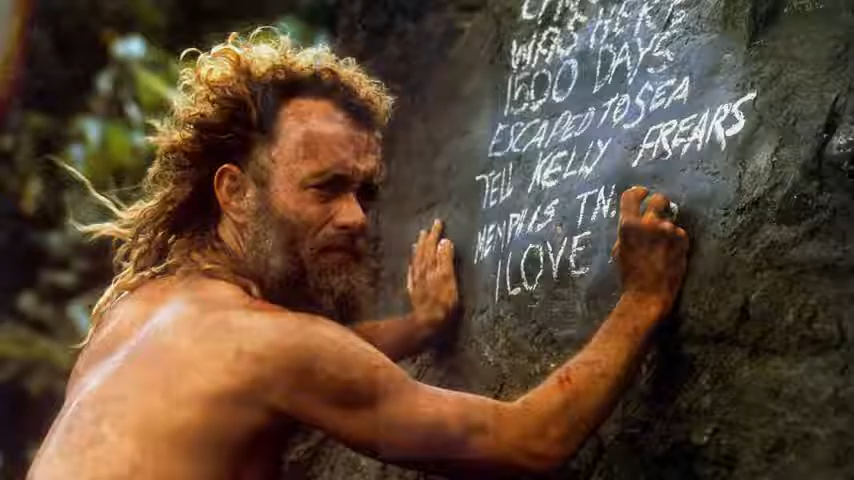 WAS HERE
1500 DAYS
ESCAPED TO SEA
TELL KELLY FREARS
MEMPHIS TN.
I LOVE